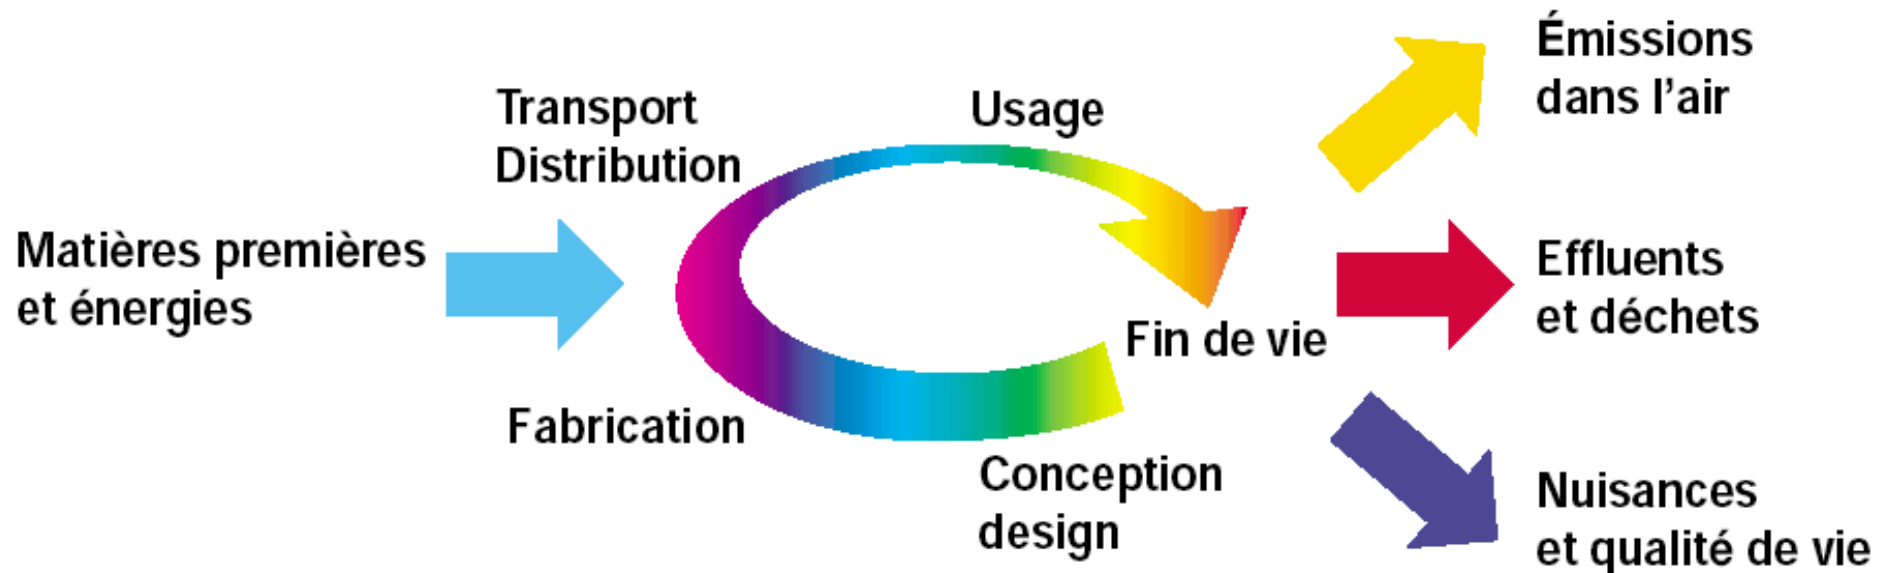 Matières premières
et énergies
Transport
Distribution
Usage
Fin de vie
Fabrication
Conception
design
Émissions
dans l’air
Effluents
et déchets
Nuisances
et qualité de vie